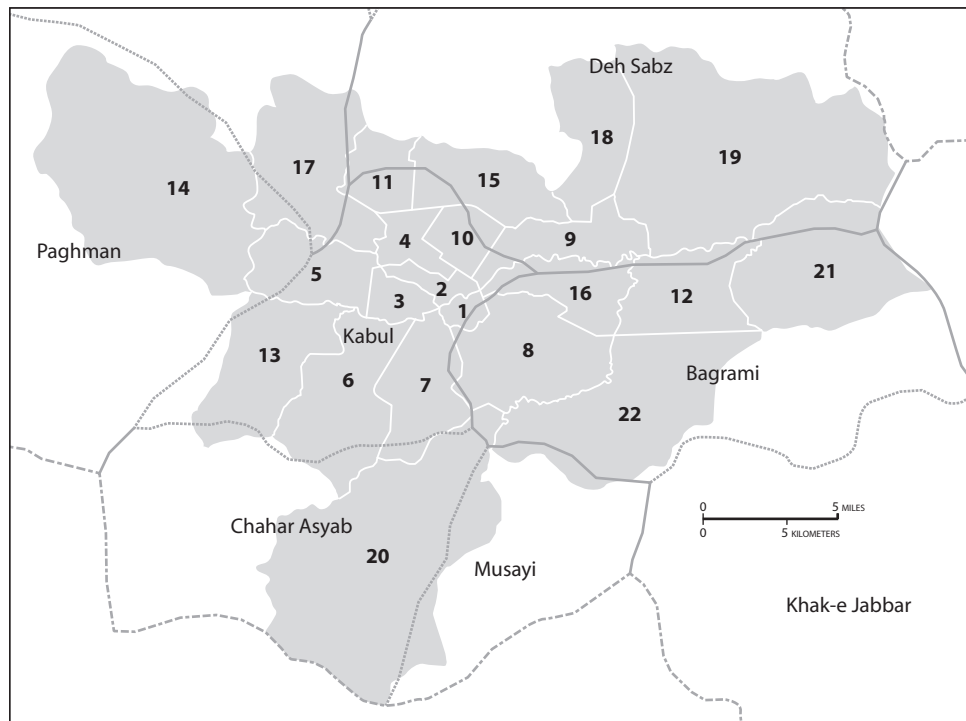 Deh Sabz
18
19
17
14
11
15
4
10
9
Paghman
5
21
2
16
12
3
1
Kabul
13
8
6
7
Bagrami
22
0 5 MILES
0 5 KILOMETERS
Chahar Asyab
20
Musayi
Khak-e Jabbar